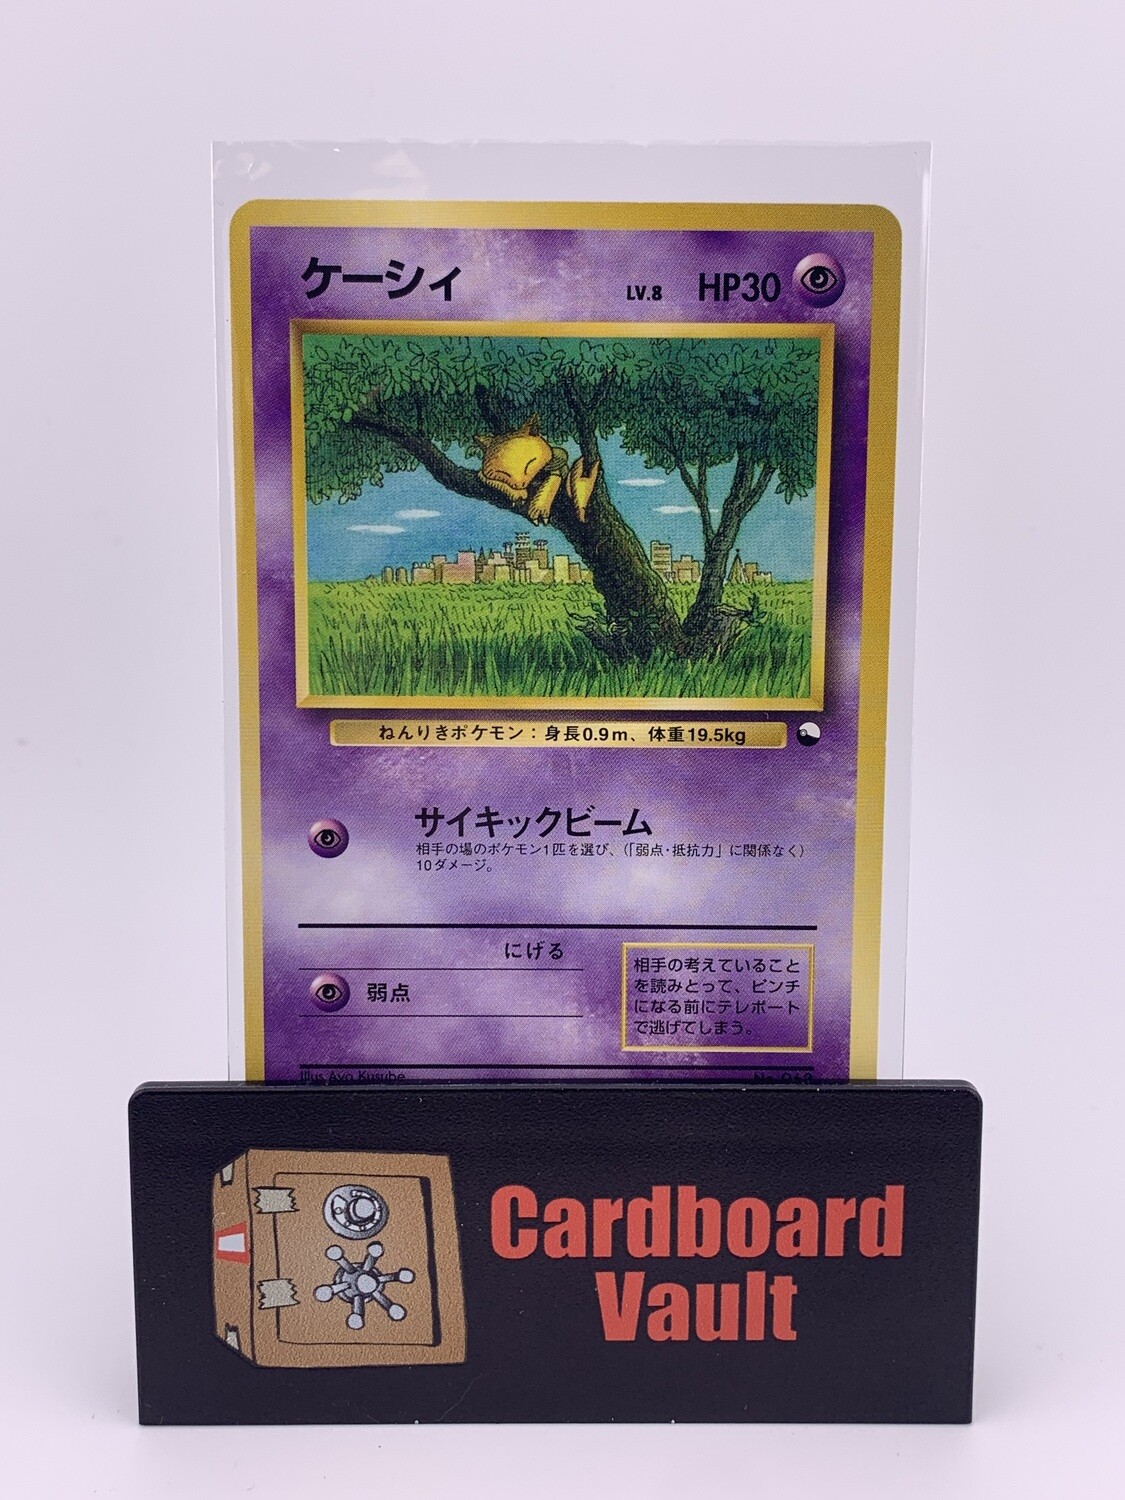 ケーシィ LV.8 HP30
ねんりきポケモン：身長0.9m、体重19.5kg
サイキックビーム
相手の場のポケモン1匹を選び、（「弱点・抵抗力」に関係なく）
10ダメージ。
にげる
弱点
相手の考えていること
を読みとって、ピンチ
になる前にテレポート
で逃げてしまう。
Illus.Ayo Kusube
Cardboard
Vault